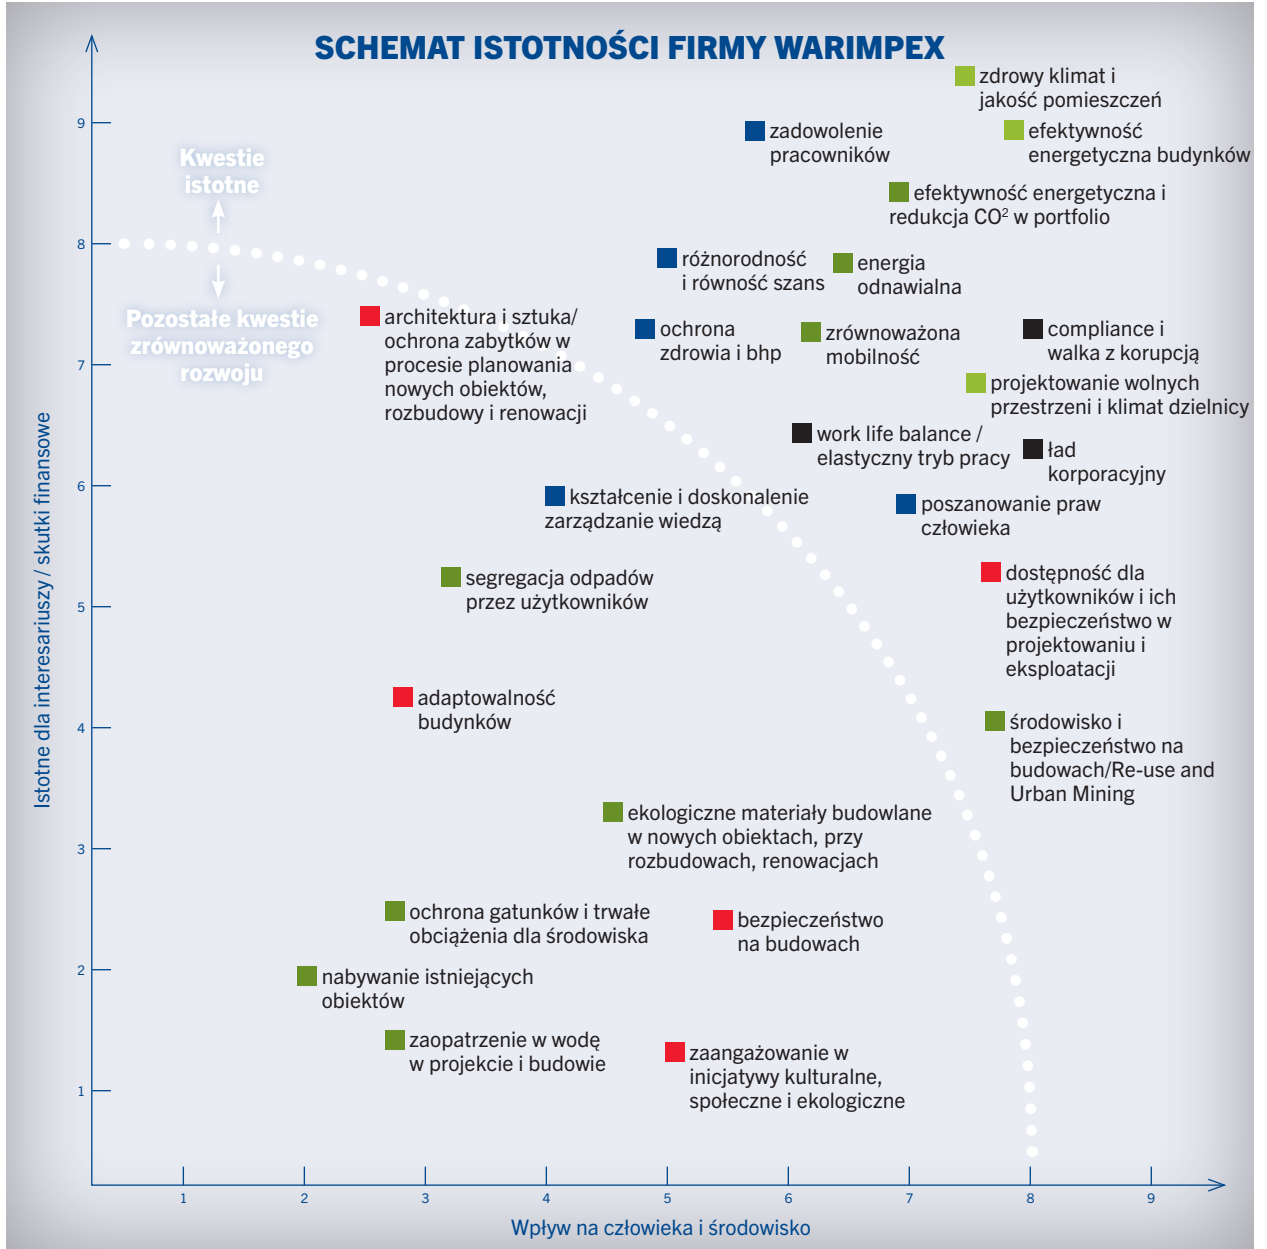 SCHEMAT ISTOTNOŚCI FIRMY WARIMPEX
zdrowy klimat i
jakość pomieszczeń
9
zadowolenie
pracowników
efektywność
energetyczna budynków
Kwestie
istotne
efektywność energetyczna i
redukcja CO² w portfolio
8
różnorodność
i równość szans
energia
odnawialna
Pozostałe kwestie
zrównoważonego
rozwoju
architektura i sztuka/
ochrona zabytków w
procesie planowania
nowych obiektów,
rozbudowy i renowacji
ochrona
zdrowia i bhp
zrównoważona
mobilność
compliance i
walka z korupcją
7
projektowanie wolnych
przestrzeni i klimat dzielnicy
work life balance /
elastyczny tryb pracy
ład
korporacyjny
6
kształcenie i doskonalenie
zarządzanie wiedzą
poszanowanie praw
człowieka
segregacja odpadów
przez użytkowników
dostępność dla
użytkowników i ich
bezpieczeństwo w
projektowaniu i
eksploatacji
5
adaptowalność
budynków
4
środowisko i
bezpieczeństwo na
budowach/Re-use and
Urban Mining
ekologiczne materiały budowlane
w nowych obiektach, przy
rozbudowach, renowacjach
3
ochrona gatunków i trwałe
obciążenia dla środowiska
bezpieczeństwo
na budowach
2
nabywanie istniejących
obiektów
zaopatrzenie w wodę
w projekcie i budowie
zaangażowanie w
inicjatywy kulturalne,
społeczne i ekologiczne
1
Istotne dla interesariuszy / skutki finansowe
1 2 3 4 5 6 7 8 9
Wpływ na człowieka i środowisko